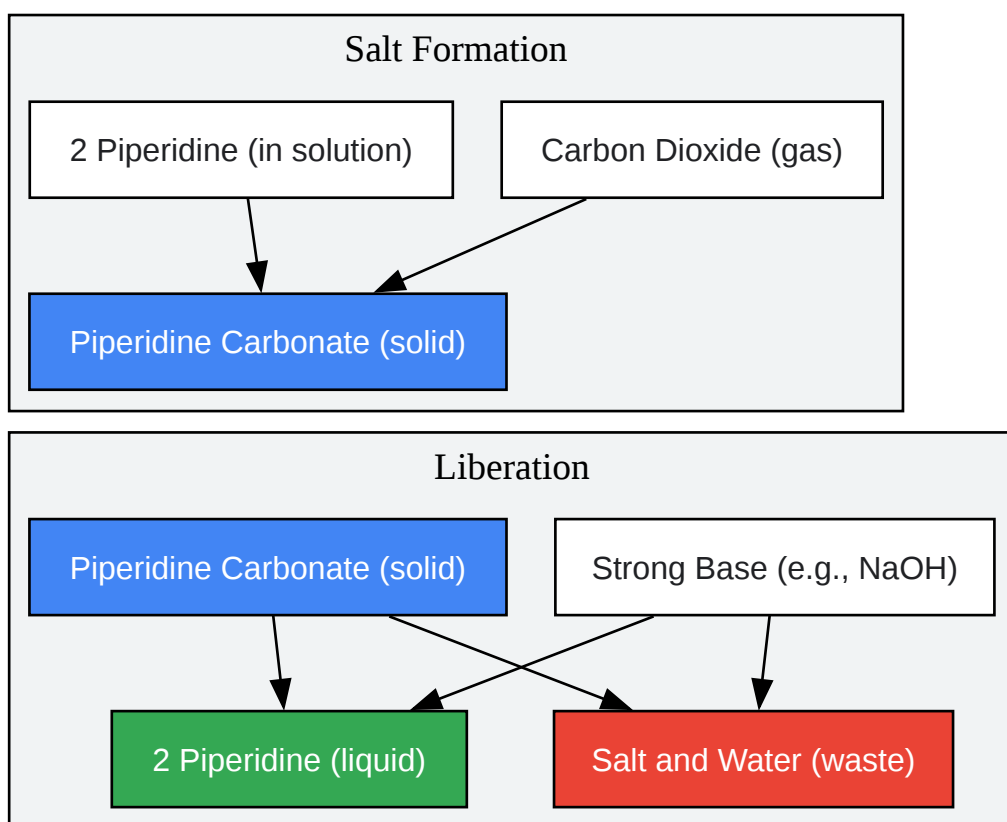 Salt Formation
2 Piperidine (in solution)
Carbon Dioxide (gas)
Piperidine Carbonate (solid)
Liberation
Piperidine Carbonate (solid)
Strong Base (e.g., NaOH)
2 Piperidine (liquid)
Salt and Water (waste)